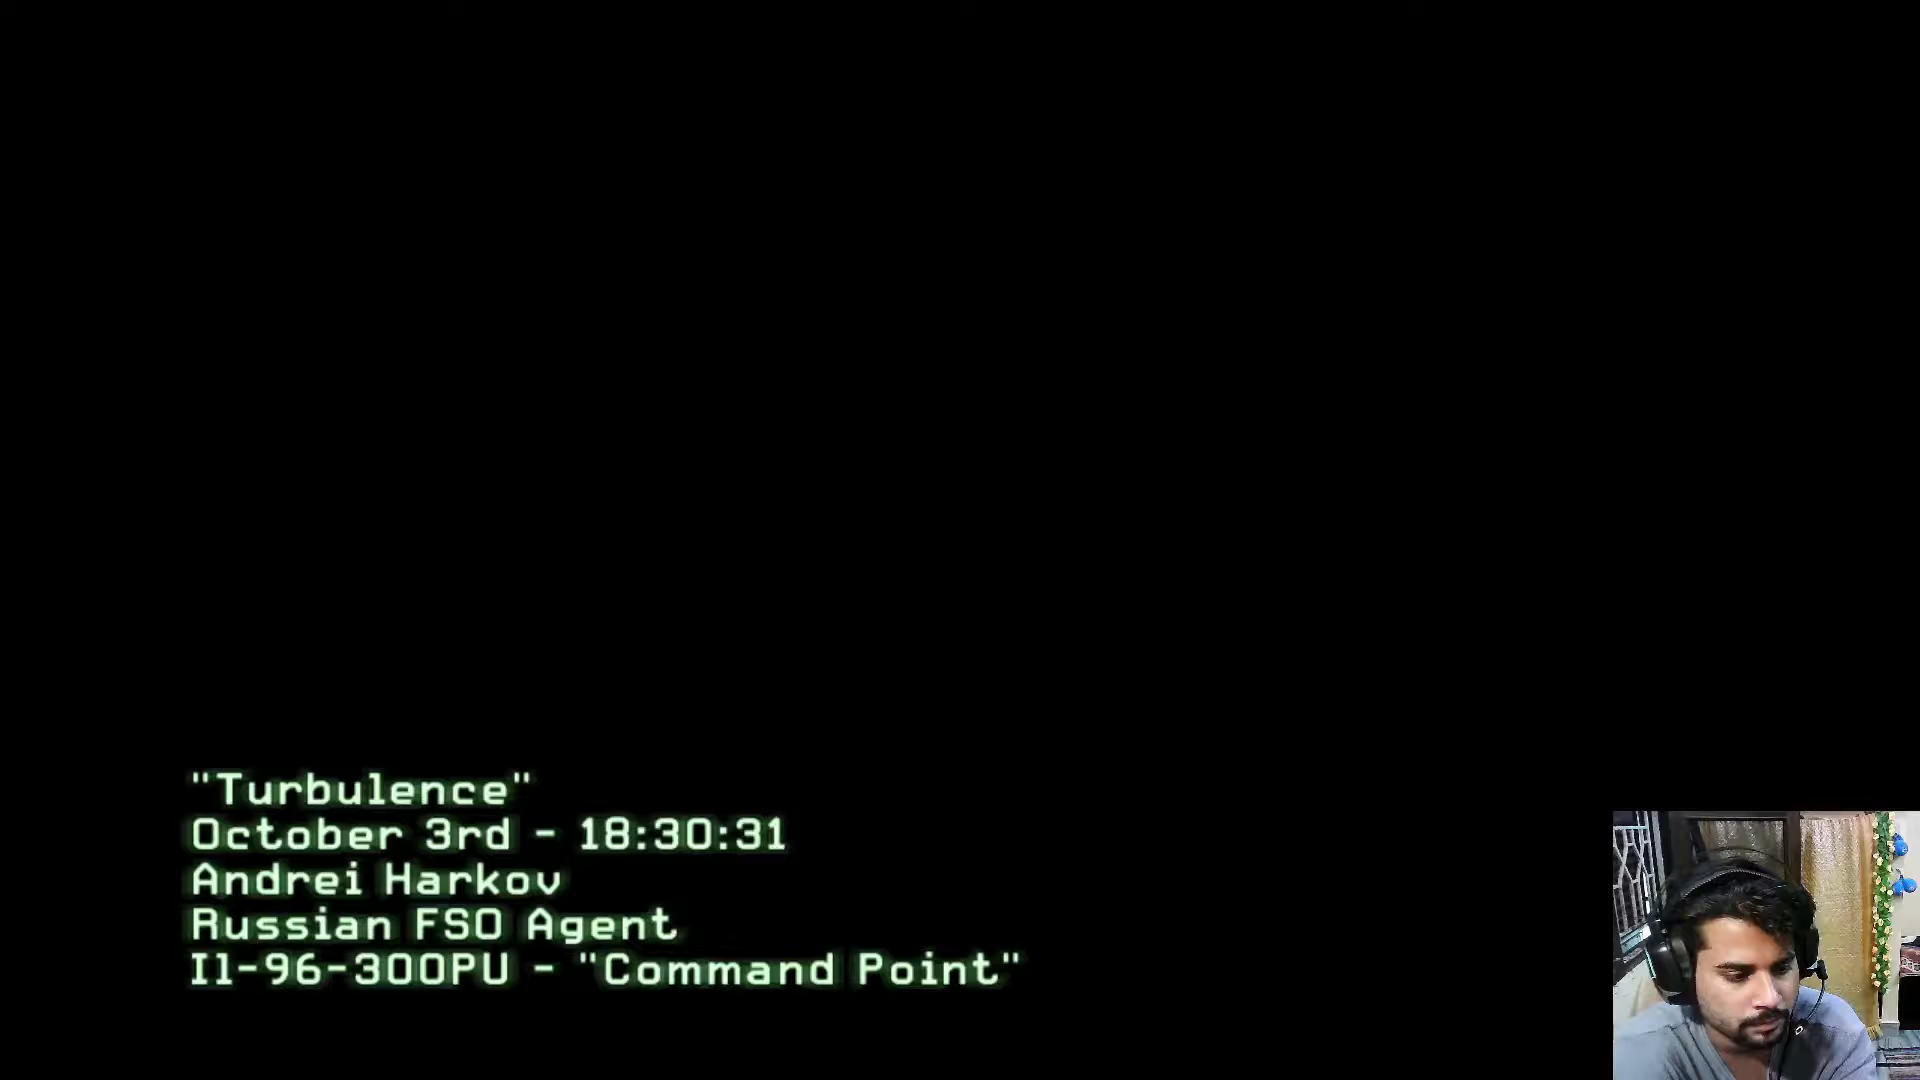 "Turbulence"
October 3rd - 18:30:31
Andrei Harkov
Russian FSO Agent
Il-96-300PU - "Command Point"